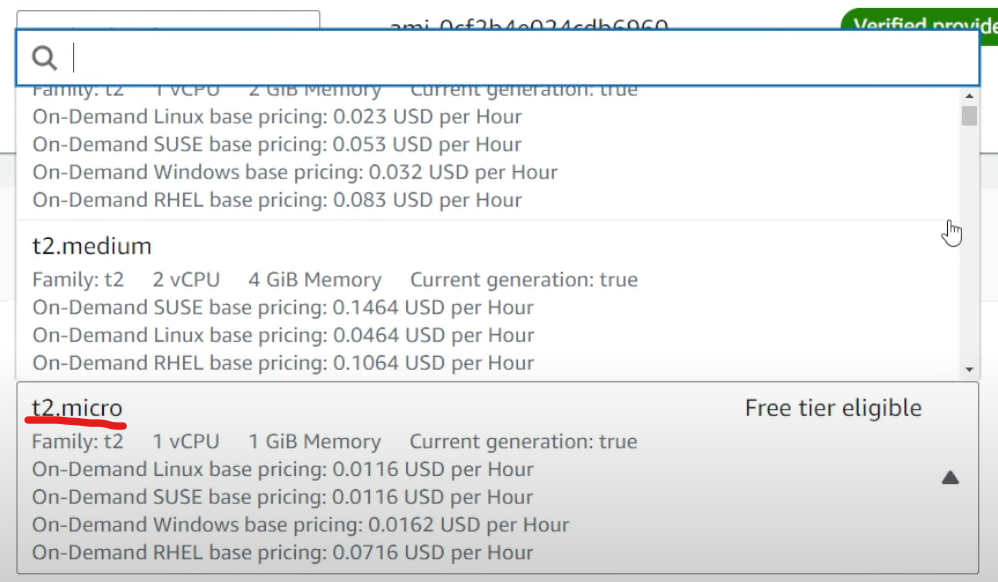 ami-0cf2b4e024cdb6960
Verified provide
Family: t2 1 vCPU 2 GiB Memory Current generation: true
On-Demand Linux base pricing: 0.023 USD per Hour
On-Demand SUSE base pricing: 0.053 USD per Hour
On-Demand Windows base pricing: 0.032 USD per Hour
On-Demand RHEL base pricing: 0.083 USD per Hour
t2.medium
Family: t2 2 vCPU 4 GiB Memory Current generation: true
On-Demand SUSE base pricing: 0.1464 USD per Hour
On-Demand Linux base pricing: 0.0464 USD per Hour
On-Demand RHEL base pricing: 0.1064 USD per Hour
t2.micro Free tier eligible
Family: t2 1 vCPU 1 GiB Memory Current generation: true
On-Demand Linux base pricing: 0.0116 USD per Hour
On-Demand SUSE base pricing: 0.0116 USD per Hour
On-Demand Windows base pricing: 0.0162 USD per Hour
On-Demand RHEL base pricing: 0.0716 USD per Hour